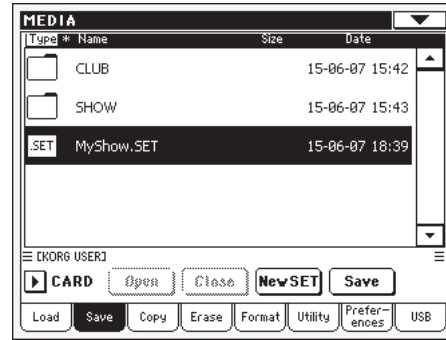 MEDIA
Type * Name Size Date
CLUB 15-06-07 15:42
SHOW 15-06-07 15:43
.SET MyShow.SET 15-06-07 18:39
[KORG USER]
CARD Open Close New SET Save
Load Save Copy Erase Format Utility Prefer-
ences USB